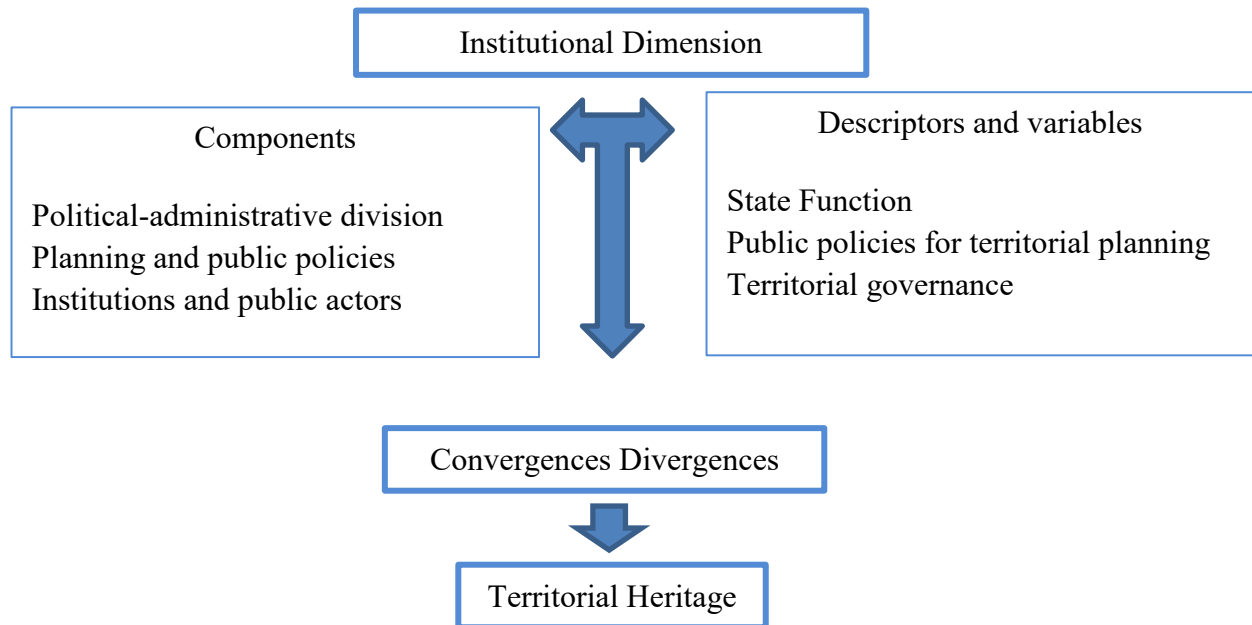 Institutional Dimension
Components
Political-administrative division
Planning and public policies
Institutions and public actors
Descriptors and variables
State Function
Public policies for territorial planning
Territorial governance
Convergences Divergences
Territorial Heritage